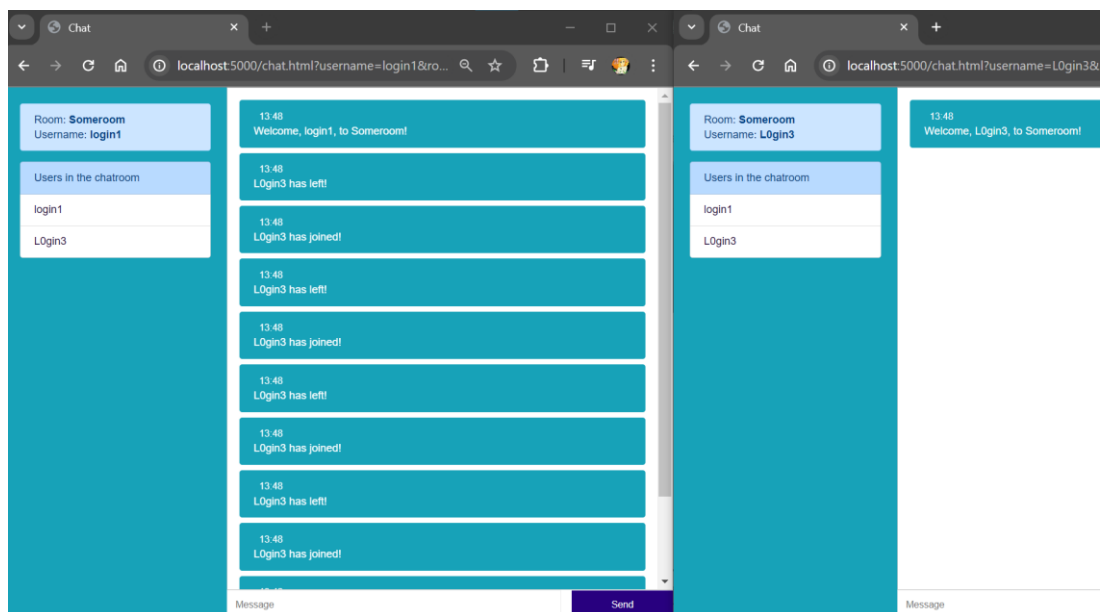 Chat
localhost:5000/chat.html?username=login1&ro...
Room: Someroom
Username: login1
Users in the chatroom
login1
L0gin3
13:48
Welcome, login1, to Someroom!
13:48
L0gin3 has left!
13:48
L0gin3 has joined!
13:48
L0gin3 has left!
13:48
L0gin3 has joined!
13:48
L0gin3 has left!
13:48
L0gin3 has joined!
13:48
L0gin3 has left!
13:48
L0gin3 has joined!
Message
Send
Chat
localhost:5000/chat.html?username=L0gin3&
Room: Someroom
Username: L0gin3
Users in the chatroom
login1
L0gin3
13:48
Welcome, L0gin3, to Someroom!
Message